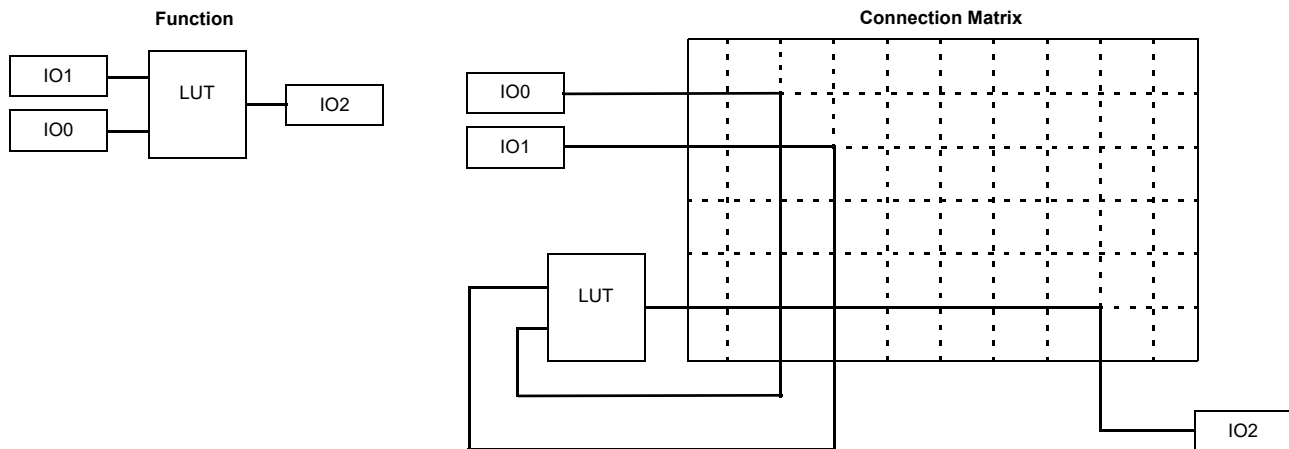 Function
IO1
IO0
LUT
IO2
Connection Matrix
IO0
IO1
LUT
IO2